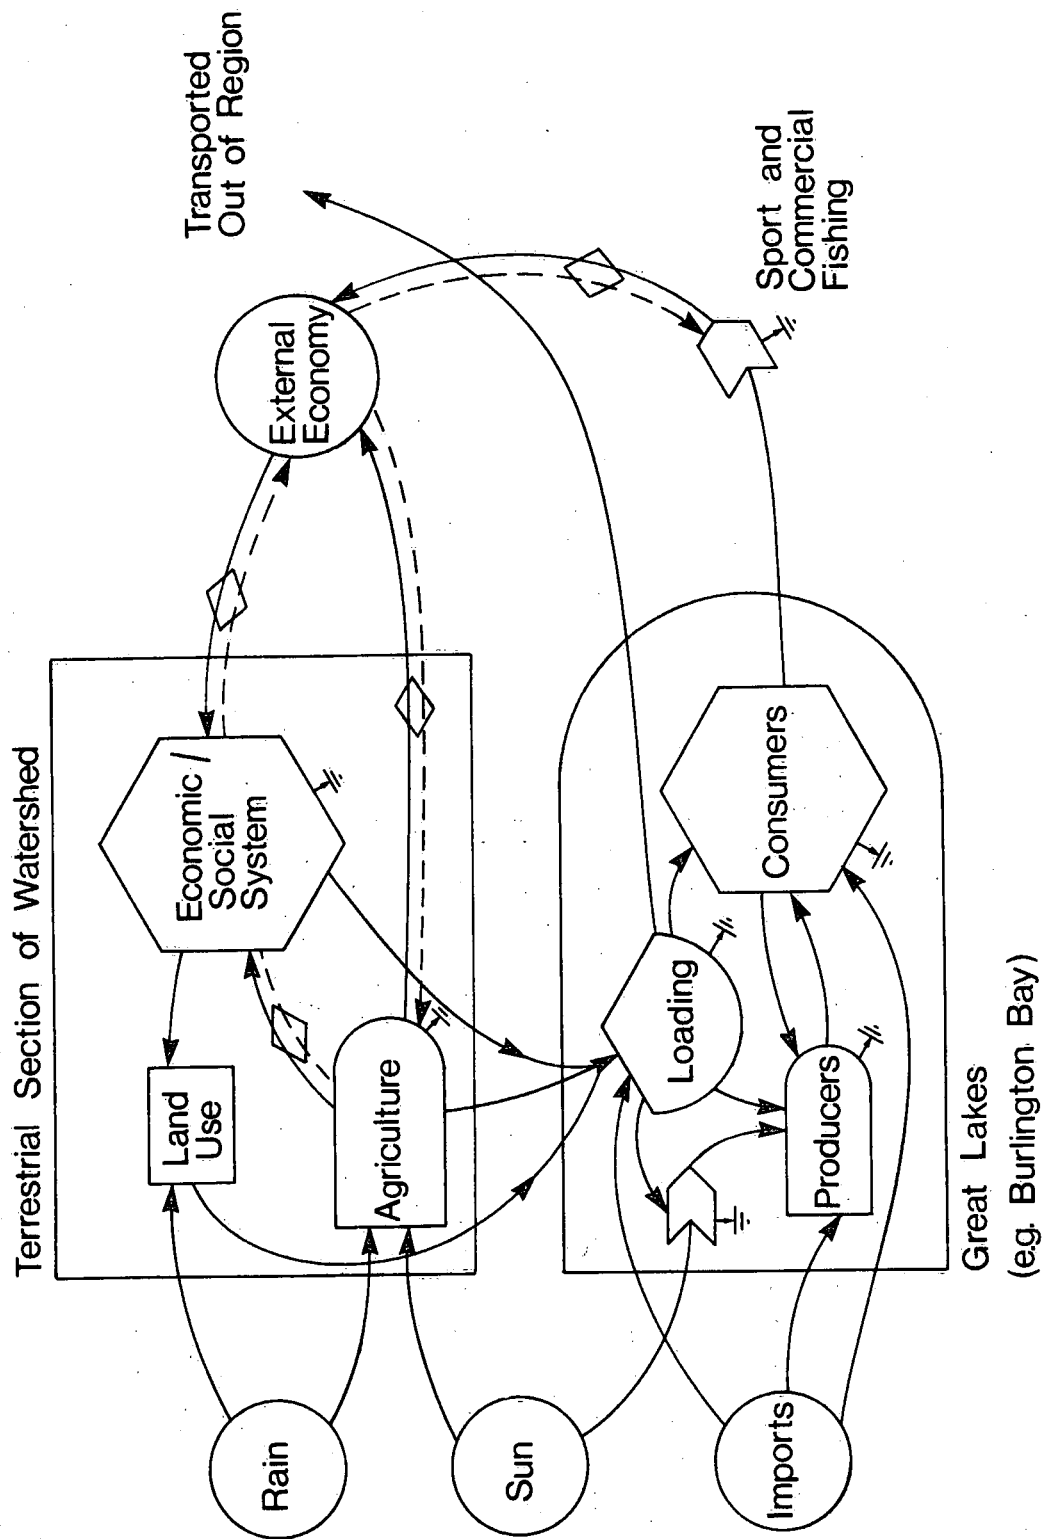 Terrestrial Section of Watershed
Transported
Out of Region
Economic /
Social
System
External
Economy
Land
Use
Agriculture
Rain
Sun
Imports
Loading
Producers
Consumers
Sport and
Commercial
Fishing
Great Lakes
(e.g. Burlington Bay)